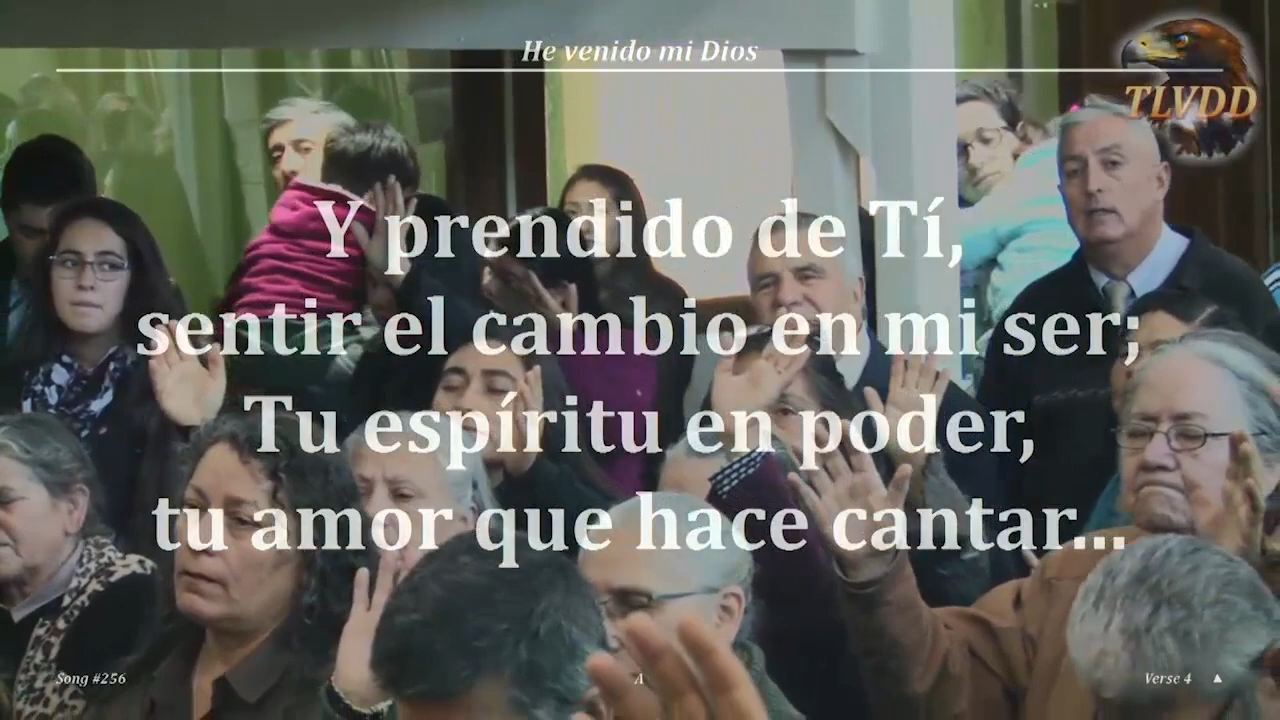 He venido mi Dios
TLVDD
Y prendido de Tí,
sentir el cambio en mi ser;
Tu espíritu en poder,
tu amor que hace cantar...
Song #256
A
Verse 4